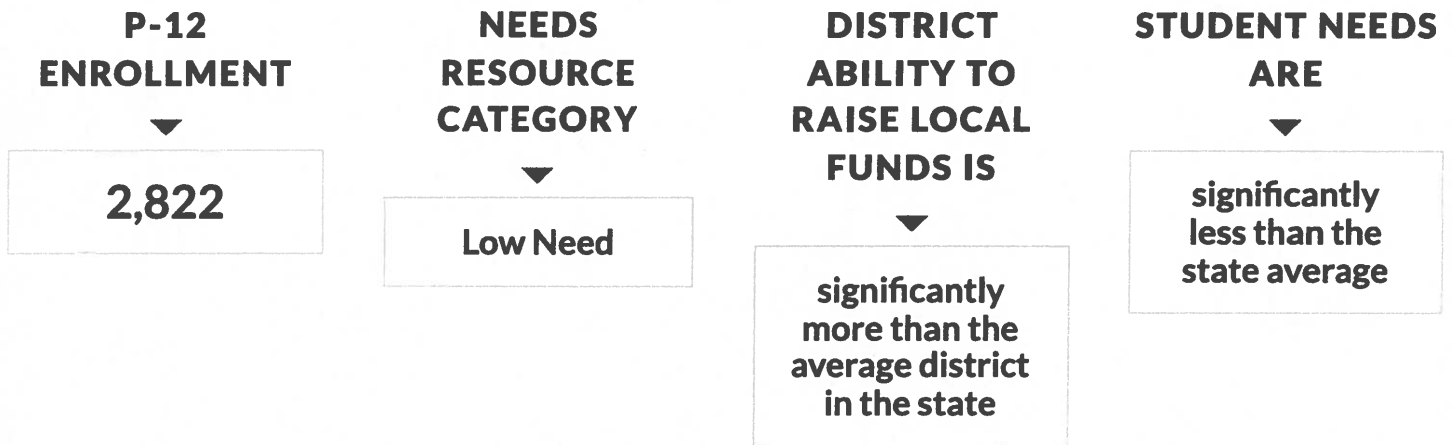 P-12
ENROLLMENT
2,822
NEEDS
RESOURCE
CATEGORY
Low Need
DISTRICT
ABILITY TO
RAISE LOCAL
FUNDS IS
significantly
more than the
average district
in the state
STUDENT NEEDS
ARE
significantly
less than the
state average